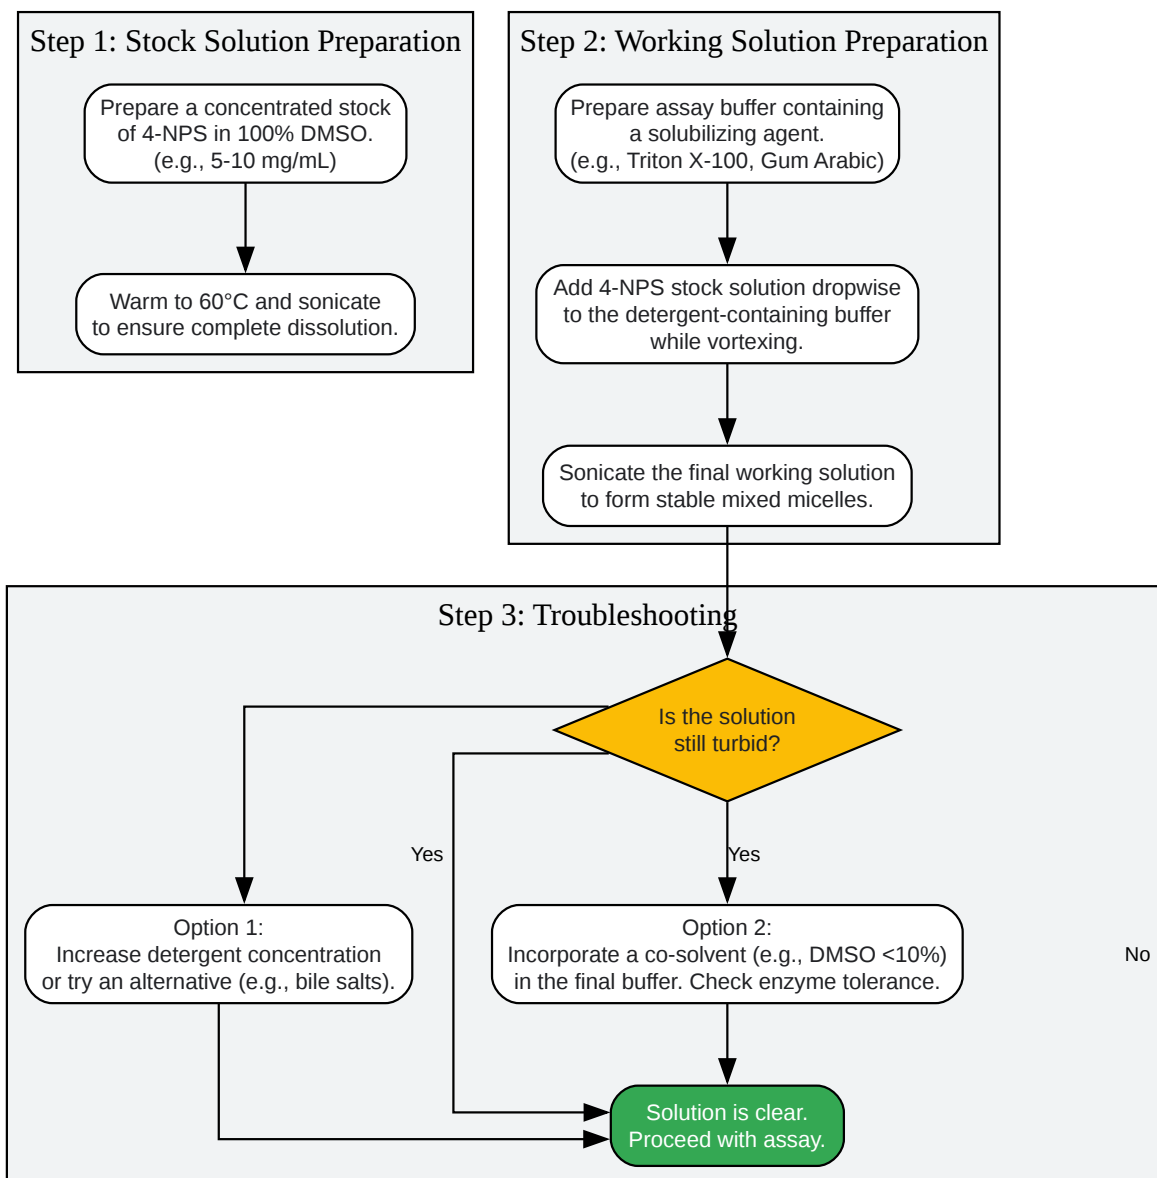 Step 1: Stock Solution Preparation
Prepare a concentrated stock
of 4-NPS in 100% DMSO.
(e.g., 5-10 mg/mL)
Warm to 60°C and sonicate
to ensure complete dissolution.
Step 2: Working Solution Preparation
Prepare assay buffer containing
a solubilizing agent.
(e.g., Triton X-100, Gum Arabic)
Add 4-NPS stock solution dropwise
to the detergent-containing buffer
while vortexing.
Sonicate the final working solution
to form stable mixed micelles.
Step 3: Troubleshooting
Is the solution
still turbid?
Yes
Yes
Option 1:
Increase detergent concentration
or try an alternative (e.g., bile salts).
Option 2:
Incorporate a co-solvent (e.g., DMSO <10%)
in the final buffer. Check enzyme tolerance.
No
Solution is clear.
Proceed with assay.